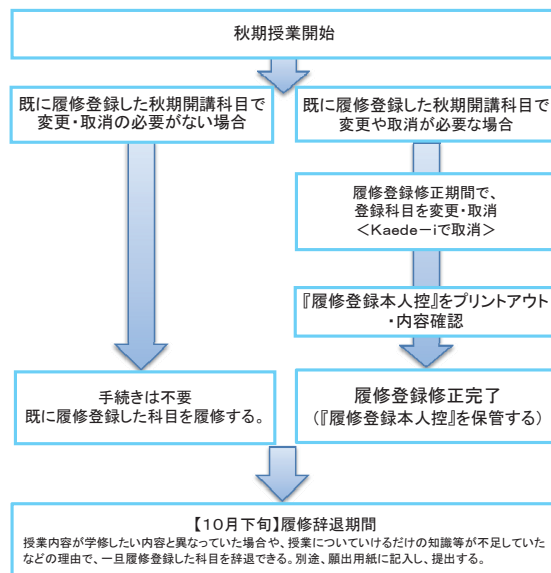 秋期授業開始
既に履修登録した秋期開講科目で
変更・取消の必要がない場合
既に履修登録した秋期開講科目で
変更や取消が必要な場合
履修登録修正期間で、
登録科目を変更・取消
<Kaede-iで取消>
『履修登録本人控』をプリントアウト
・内容確認
手続きは不要
既に履修登録した科目を履修する。
履修登録修正完了
(『履修登録本人控』を保管する)
【10月下旬】履修辞退期間
授業内容が学修したい内容と異なっていた場合や、授業についていけるだけの知識等が不足していた
などの理由で、一旦履修登録した科目を辞退できる。別途、願出用紙に記入し、提出する。